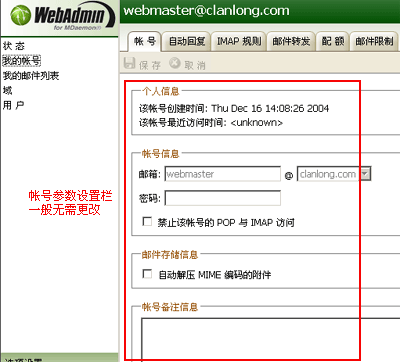 WebAdmin
for MDaemon®
webmaster@clanlong.com
状 态
我的帐号
我的邮件列表
域
用 户
帐号参数设置栏
一般无需更改
帐 号 自动回复 IMAP 规则 邮件转发 配 额 邮件限制
保 存 取 消
个人信息
该帐号创建时间: Thu Dec 16 14:08:26 2004
该帐号最近访问时间: <unknown>
帐号信息
邮箱: webmaster @ clanlong.com
密码:
禁止该帐号的 POP 与 IMAP 访问
邮件存储信息
自动解压 MIME 编码的附件
帐号备注信息